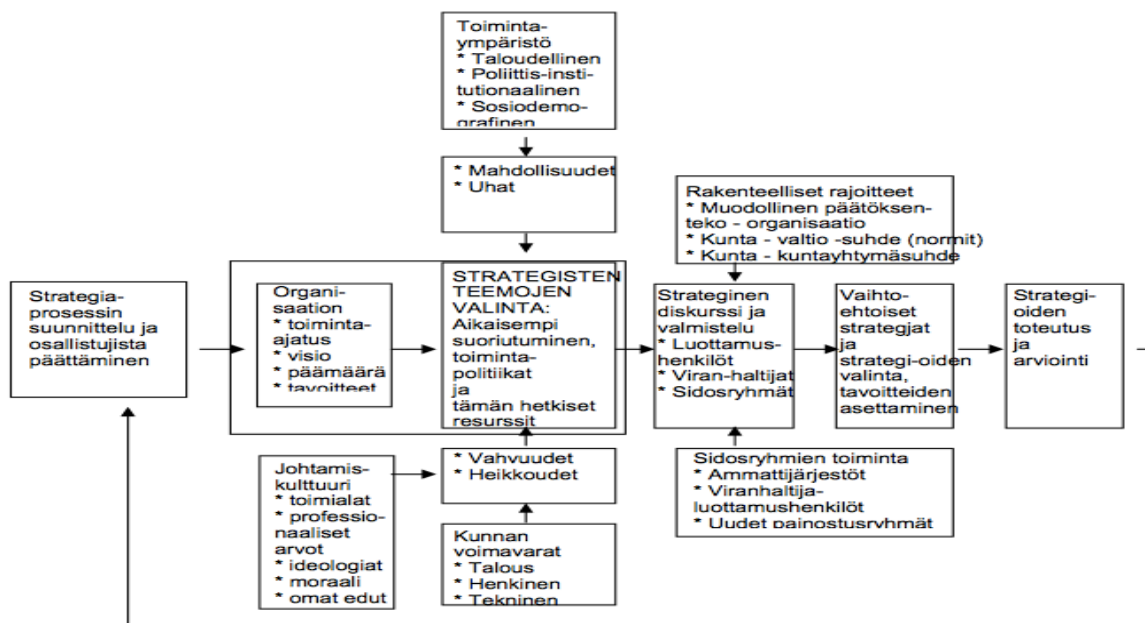 Toiminta-
ympäristö
* Taloudellinen
* Poliittis-insti-
tutionaalinen
* Sosiodemo-
grafinen
* Mahdollisuudet
* Uhat
Rakenteelliset rajoitteet
* Muodollinen päätöksen-
teko - organisaatio
* Kunta - valtio -suhde (normit)
* Kunta - kuntayhtymäsuhde
Strategia-
prosessin
suunnittelu ja
osallistujista
päättäminen
Organi-
saation
* toiminta-
ajatus
* visio
* päämäärä
* tavoitteet
STRATEGISTEN
TEEMOJEN
VALINTA:
Aikaisempi
suoriutuminen,
toiminta-
politiikat
ja
tämän hetkiset
resurssit
Strateginen
diskurssi ja
valmistelu
* Luottamus-
henkilöt
* Viran-haltijat
* Sidosryhmät
Vaihto-
ehtoiset
strategjat
ja
strategi-oiden
valinta,
tavoitteiden
asettaminen
Strategi-
oiden
toteutus
ja
arviointi
Johtamis-
kulttuuri
* toimialat
* professio-
naaliset
arvot
* ideologiat
* moraali
* omat edut
* Vahvuudet
* Heikkoudet
Kunnan
voimavarat
* Talous
* Henkinen
* Tekninen
Sidosryhmien toiminta
* Ammattijärjestöt
* Viranhaltija-
luottamushenkilöt
* Uudet painostusryhmät